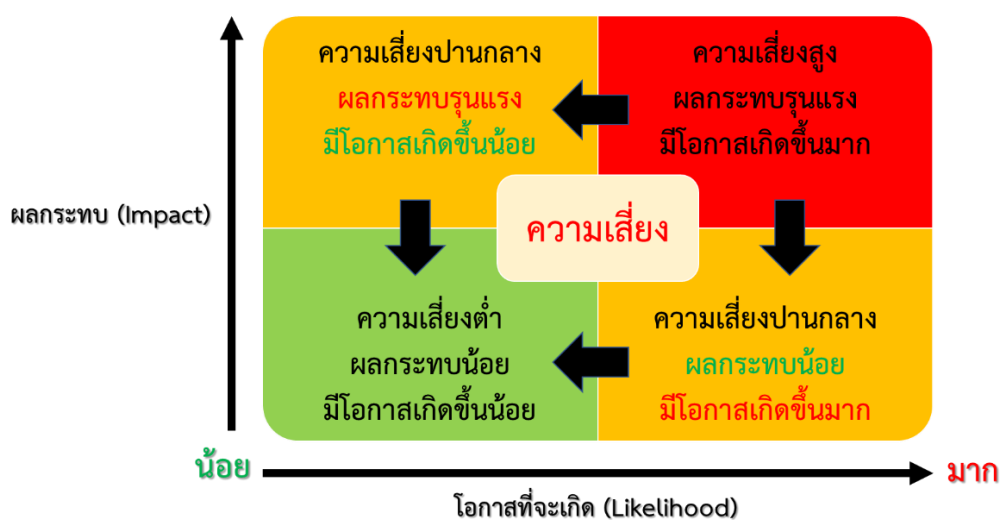 ความเสี่ยงปานกลาง
ผลกระทบรุนแรง
มีโอกาสเกิดขึ้นน้อย
ความเสี่ยงสูง
ผลกระทบรุนแรง
มีโอกาสเกิดขึ้นมาก
ผลกระทบ (Impact)
ความเสี่ยง
ความเสี่ยงต่ำ
ผลกระทบน้อย
มีโอกาสเกิดขึ้นน้อย
ความเสี่ยงปานกลาง
ผลกระทบน้อย
มีโอกาสเกิดขึ้นมาก
น้อย
มาก
โอกาสที่จะเกิด (Likelihood)